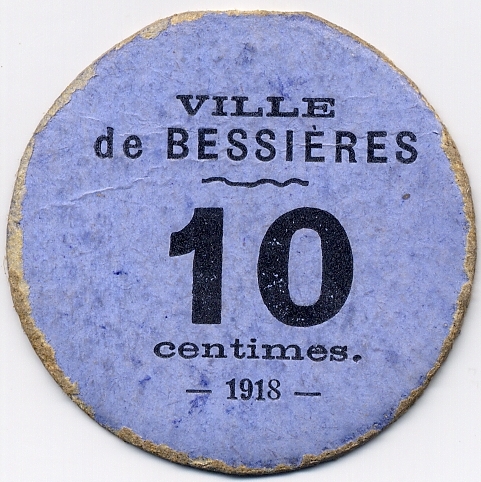 VILLE
de BESSIÈRES
10
centimes.
— 1918 —